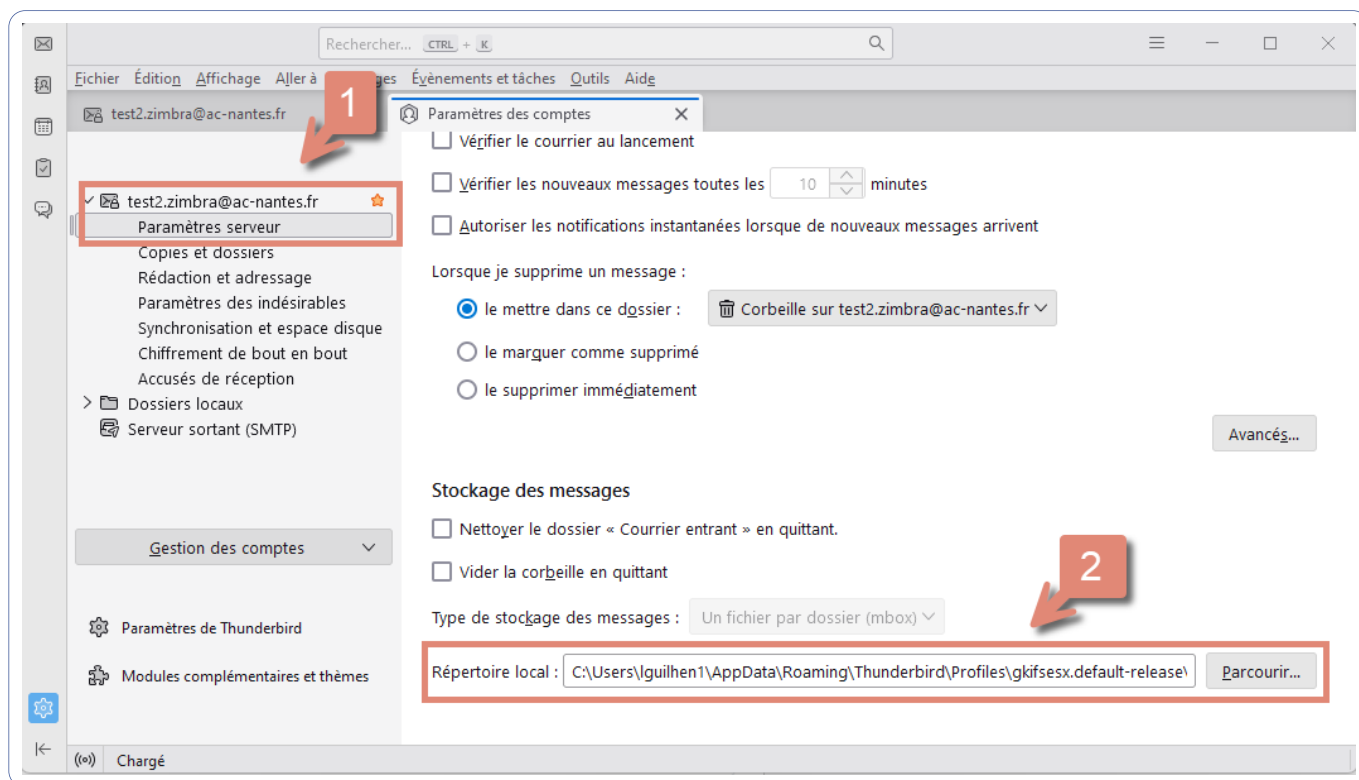 Rechercher... CTRL + K
Fichier Édition Affichage Aller à ges Évènements et tâches Outils Aide
1
test2.zimbra@ac-nantes.fr
Paramètres des comptes
Vérifier le courrier au lancement
Vérifier les nouveaux messages toutes les 10 minutes
test2.zimbra@ac-nantes.fr
Paramètres serveur
Autoriser les notifications instantanées lorsque de nouveaux messages arrivent
Copies et dossiers
Rédaction et adressage
Paramètres des indésirables
Synchronisation et espace disque
Chiffrement de bout en bout
Accusés de réception
Dossiers locaux
Serveur sortant (SMTP)
Lorsque je supprime un message :
le mettre dans ce dossier : Corbeille sur test2.zimbra@ac-nantes.fr
le marquer comme supprimé
le supprimer immédiatement
Avancés...
Stockage des messages
Nettoyer le dossier « Courrier entrant » en quittant.
Gestion des comptes
Vider la corbeille en quittant
2
Type de stockage des messages : Un fichier par dossier (mbox)
Paramètres de Thunderbird
Répertoire local : C:\Users\lguilhen1\AppData\Roaming\Thunderbird\Profiles\gkifsesx.default-release\ Parcourir...
Modules complémentaires et thèmes
Chargé